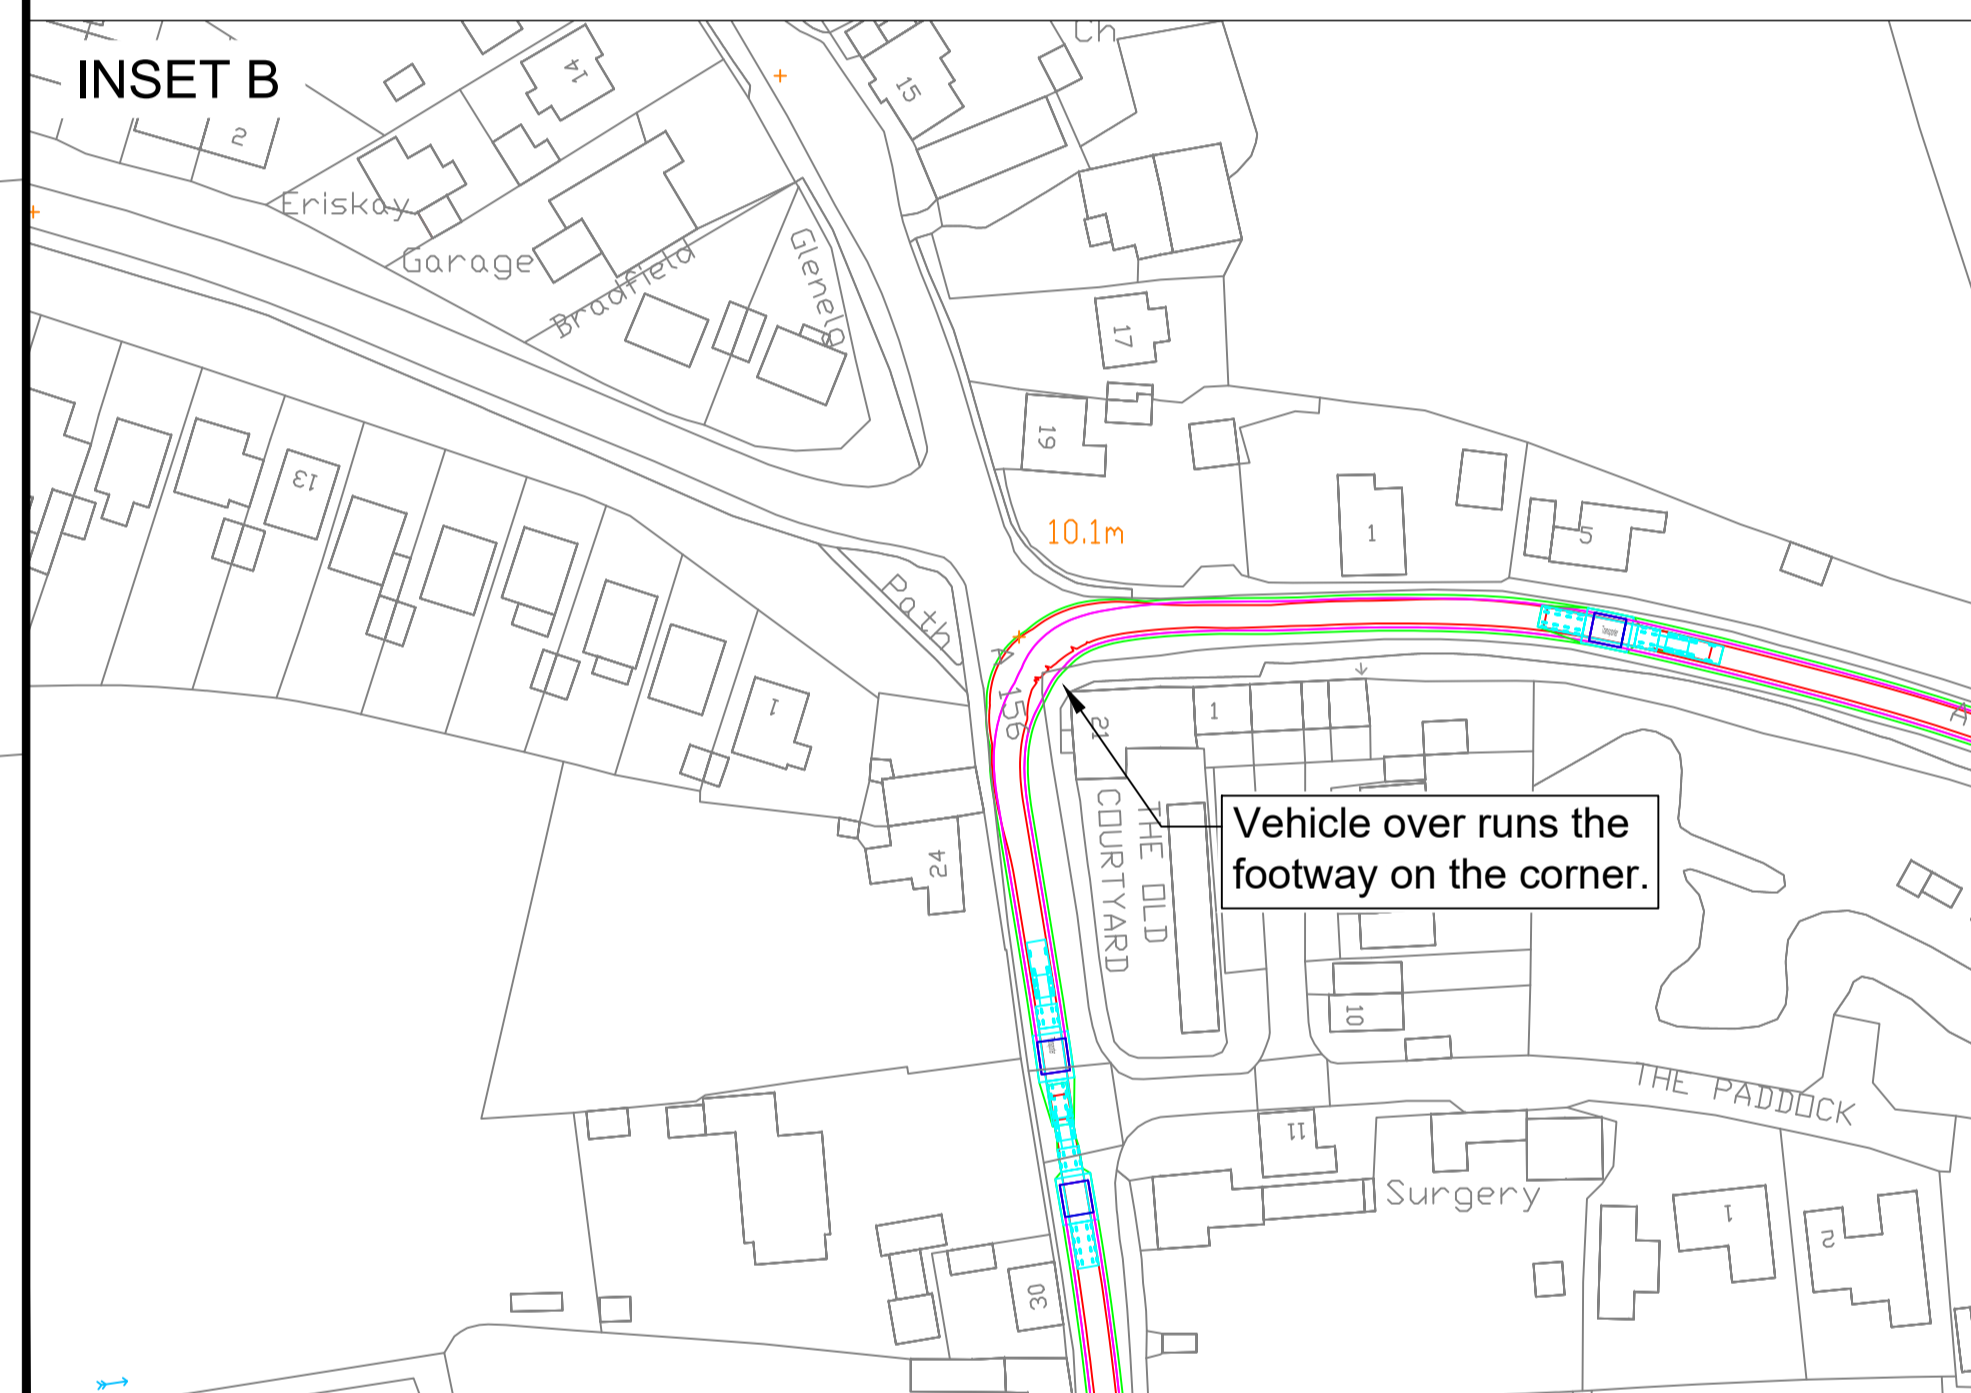 INSET B
Ch
14
15
2
Eriskay
Garage
Bradfield
Glenelg
17
19
13
10.1m
1
5
Path
A 156
A
1
21
1
Vehicle over runs the
footway on the corner.
THE OLD
COURTYARD
24
10
THE PADDOCK
11
Surgery
1
2
30